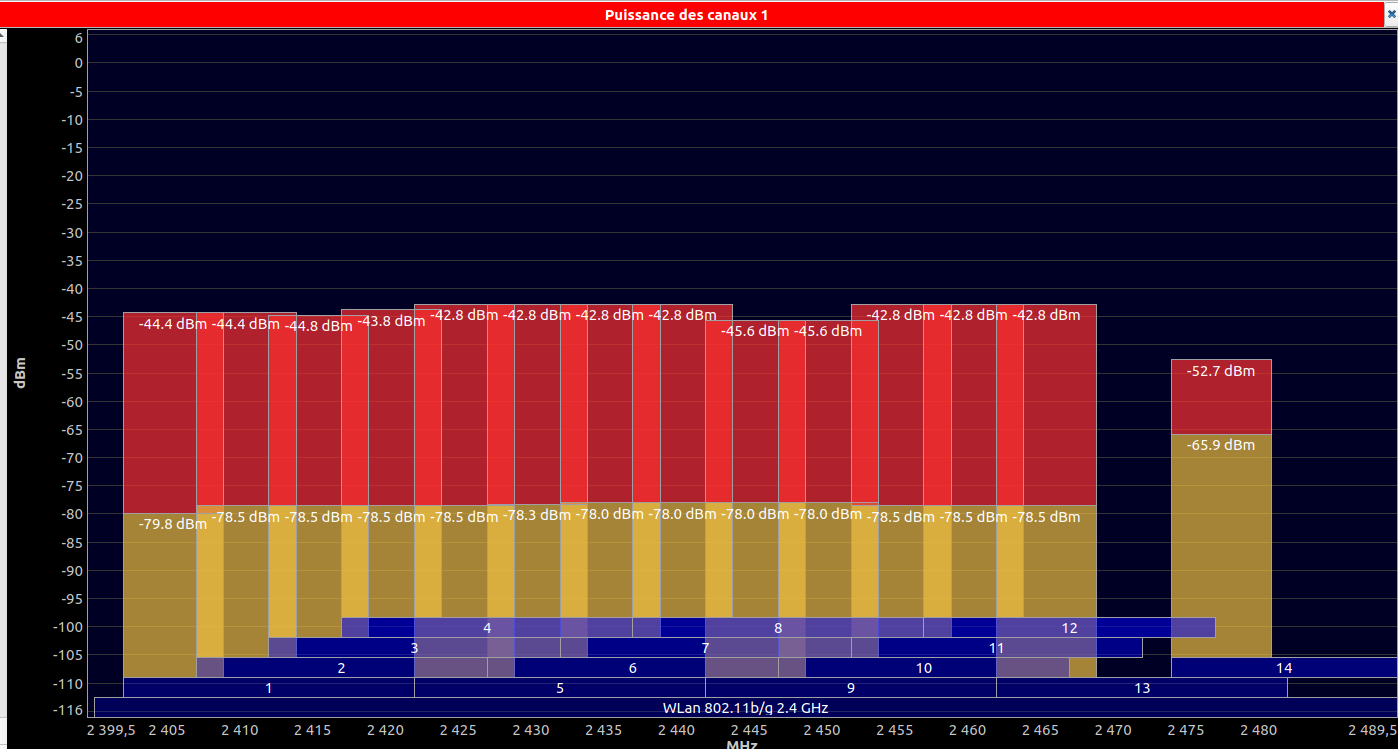 Puissance des canaux 1
6
0
-5
-10
-15
-20
-25
-30
-35
-40
-45
-50
-55
-60
-65
-70
-75
-80
-85
-90
-95
-100
-105
-110
-116
dBm
-44.4 dBm -44.4 dBm -44.8 dBm -43.8 dBm -42.8 dBm -42.8 dBm -42.8 dBm -42.8 dBm -45.6 dBm -45.6 dBm -42.8 dBm -42.8 dBm -42.8 dBm
-52.7 dBm
-65.9 dBm
-79.8 dBm -78.5 dBm -78.5 dBm -78.5 dBm -78.5 dBm -78.3 dBm -78.0 dBm -78.0 dBm -78.0 dBm -78.0 dBm -78.5 dBm -78.5 dBm -78.5 dBm
4 8 12
3 7 11
2 6 10 14
1 5 9 13
WLan 802.11b/g 2.4 GHz
2 399,5 2 405 2 410 2 415 2 420 2 425 2 430 2 435 2 440 2 445 2 450 2 455 2 460 2 465 2 470 2 475 2 480 2 489,5
MHz